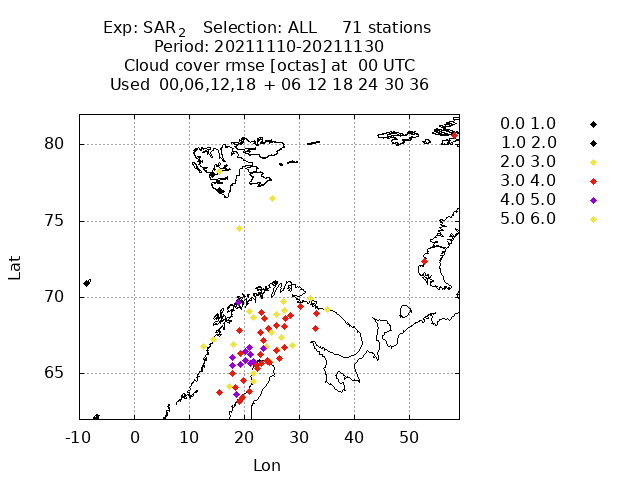 Exp: SAR₂ Selection: ALL 71 stations
Period: 20211110-20211130
Cloud cover rmse [octas] at 00 UTC
Used 00,06,12,18 + 06 12 18 24 30 36
0.0 1.0
1.0 2.0
2.0 3.0
3.0 4.0
4.0 5.0
5.0 6.0
80
75
70
65
Lat
-10 0 10 20 30 40 50
Lon